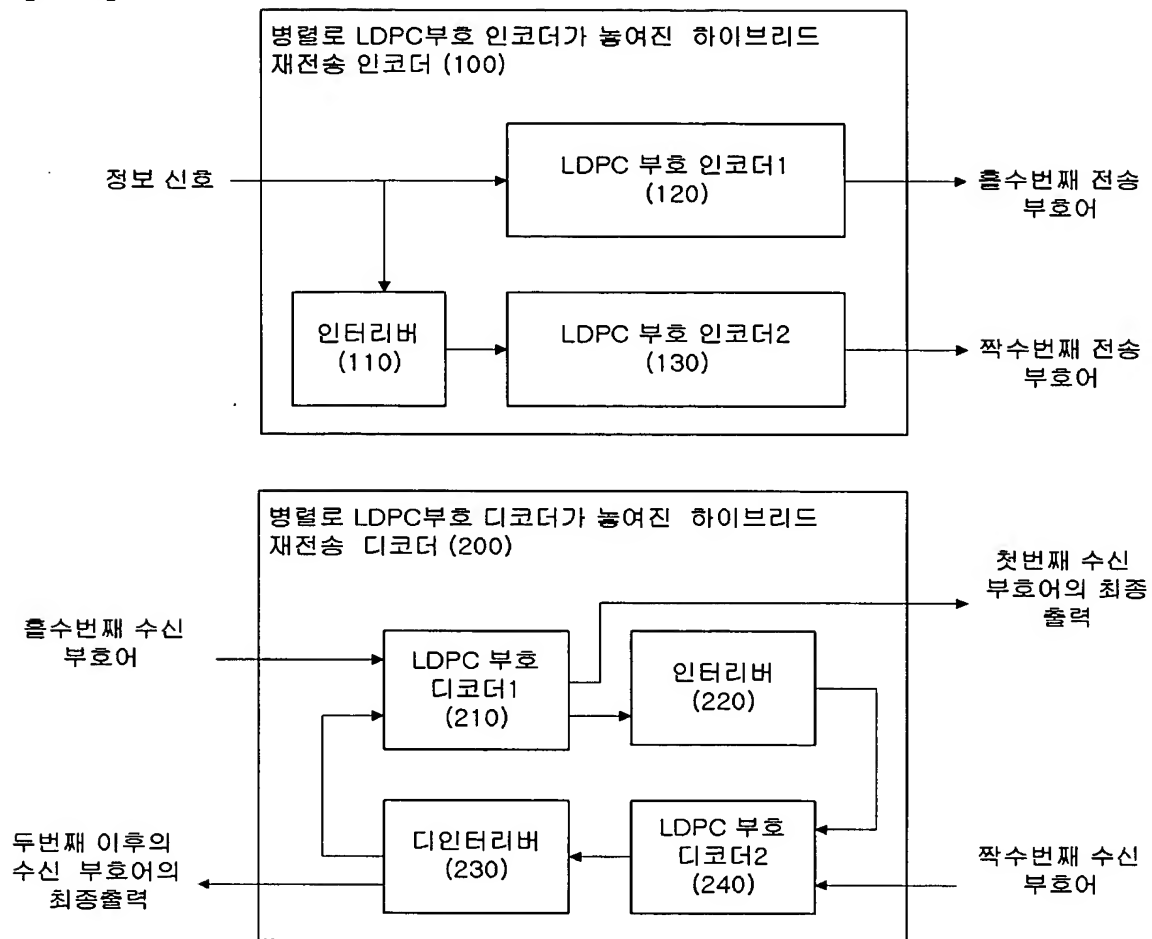 병렬로 LDPC부호 인코더가 놓여진 하이브리드
재전송 인코더 (100)
정보 신호
LDPC 부호 인코더1
(120)
홀수번째 전송
부호어
인터리버
(110)
LDPC 부호 인코더2
(130)
짝수번째 전송
부호어
병렬로 LDPC부호 디코더가 놓여진 하이브리드
재전송 디코더 (200)
첫번째 수신
부호어의 최종
출력
홀수번째 수신
부호어
LDPC 부호
디코더1
(210)
인터리버
(220)
두번째 이후의
수신 부호어의
최종출력
디인터리버
(230)
LDPC 부호
디코더2
(240)
짝수번째 수신
부호어